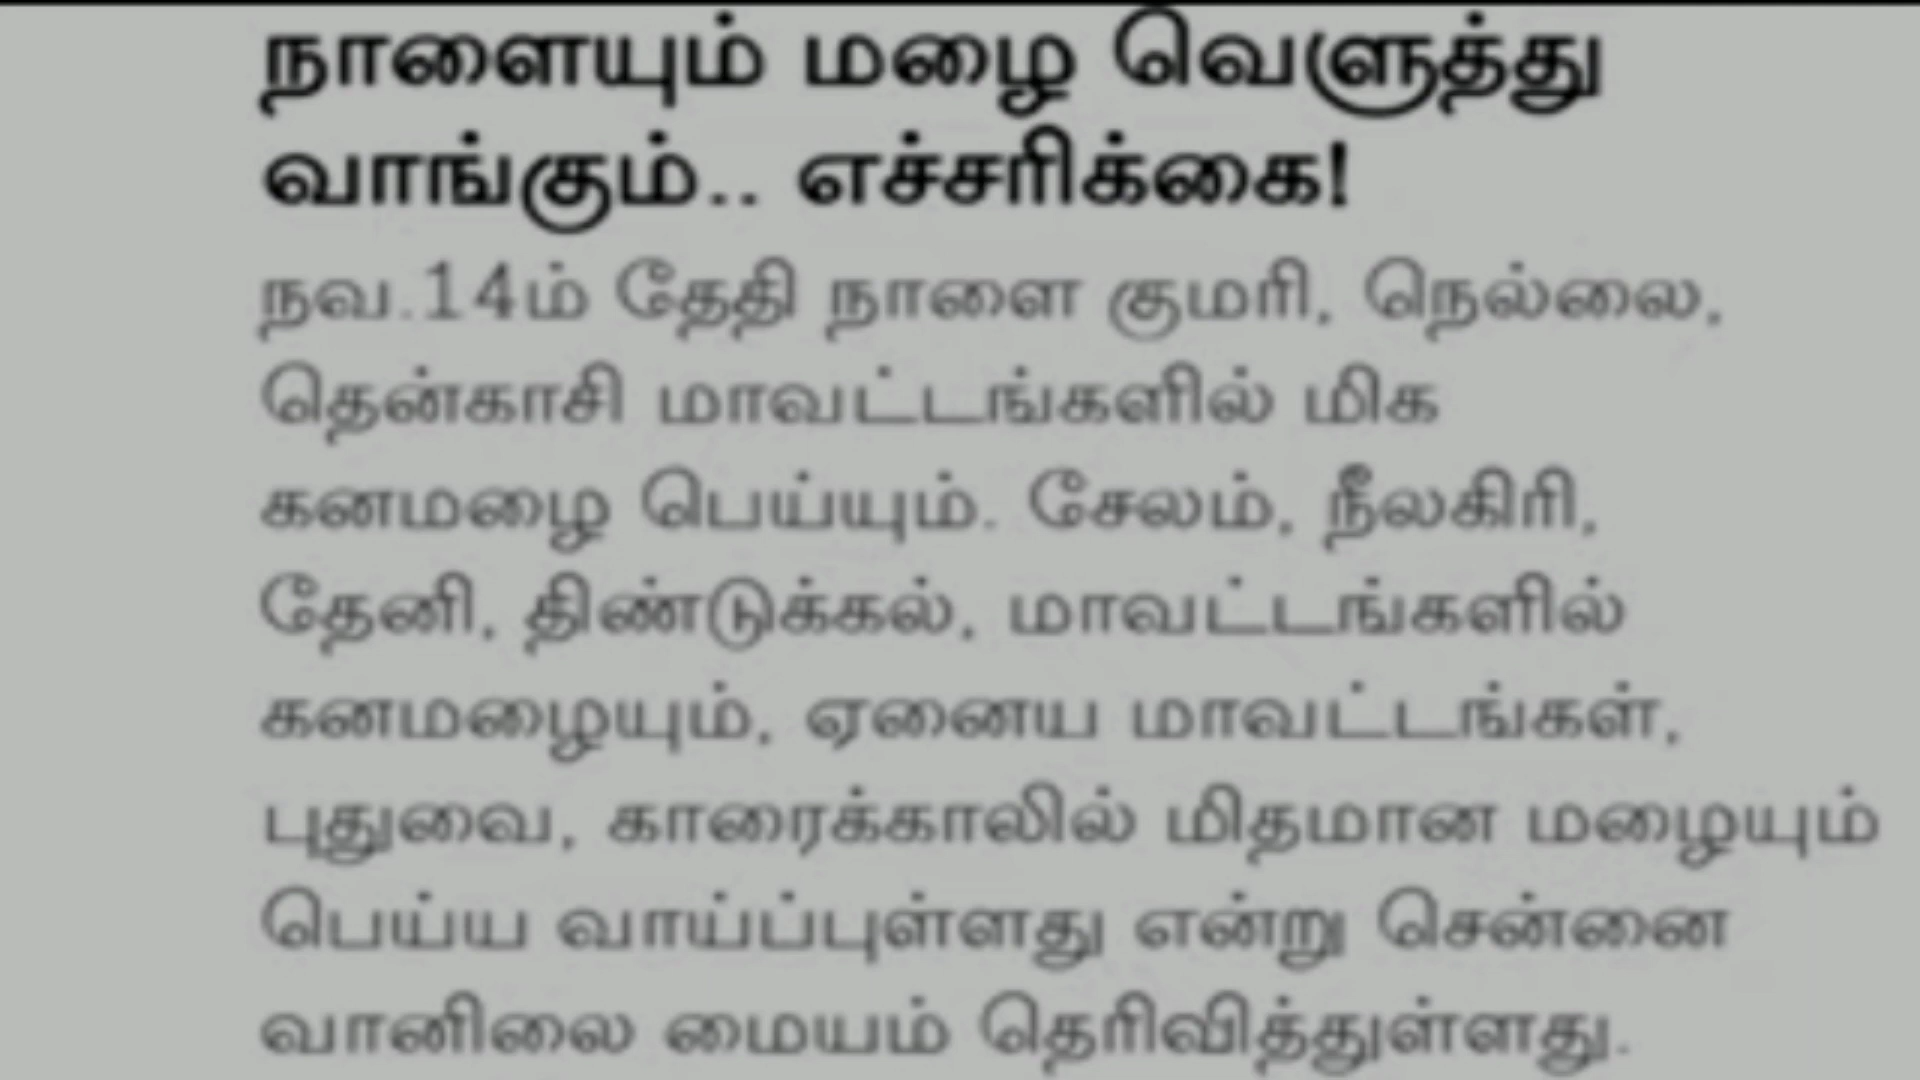 நாளையும் மழை வெளுத்து
வாங்கும்.. எச்சரிக்கை!
நவ.14ம் தேதி நாளை குமரி, நெல்லை,
தென்காசி மாவட்டங்களில் மிக
கனமழை பெய்யும். சேலம், நீலகிரி,
தேனி, திண்டுக்கல், மாவட்டங்களில்
கனமழையும், ஏனைய மாவட்டங்கள்,
புதுவை, காரைக்காலில் மிதமான மழையும்
பெய்ய வாய்ப்புள்ளது என்று சென்னை
வானிலை மையம் தெரிவித்துள்ளது.